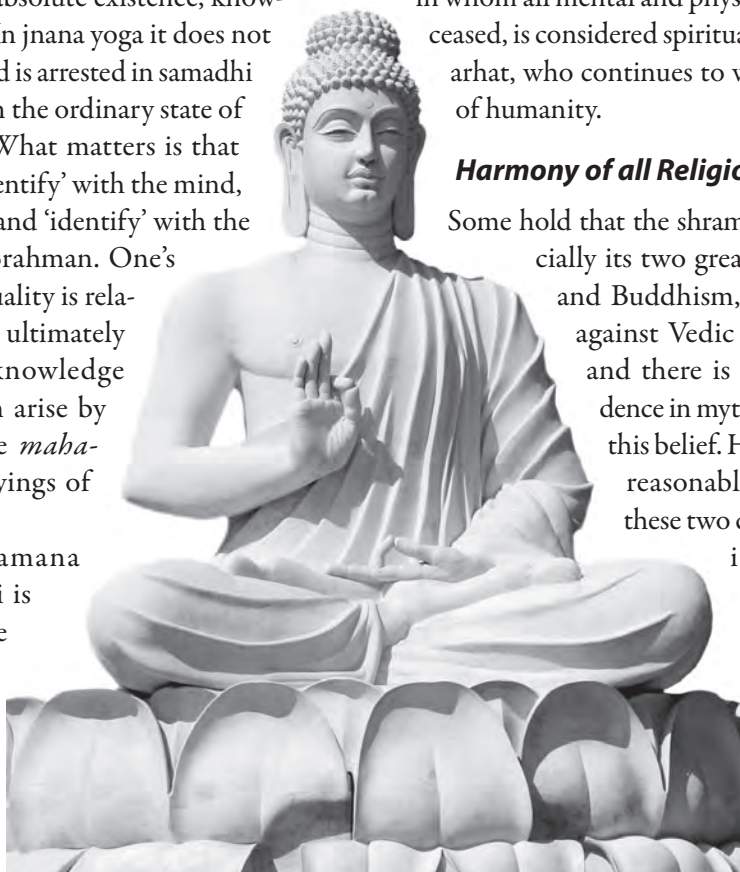 absolute existence, know-
In jnana yoga it does not
d is arrested in samadhi
n the ordinary state of
What matters is that
entify’ with the mind,
and ‘identify’ with the
rahman. One’s
uality is rela-
ultimately
knowledge
n arise by
e maha-
yings of
amana
i is
e
in whom all mental and phys
ceased, is considered spiritua
arhat, who continues to w
of humanity.
Harmony of all Religio
Some hold that the shram
cially its two grea
and Buddhism,
against Vedic
and there is
dence in myt
this belief. H
reasonabl
these two
i